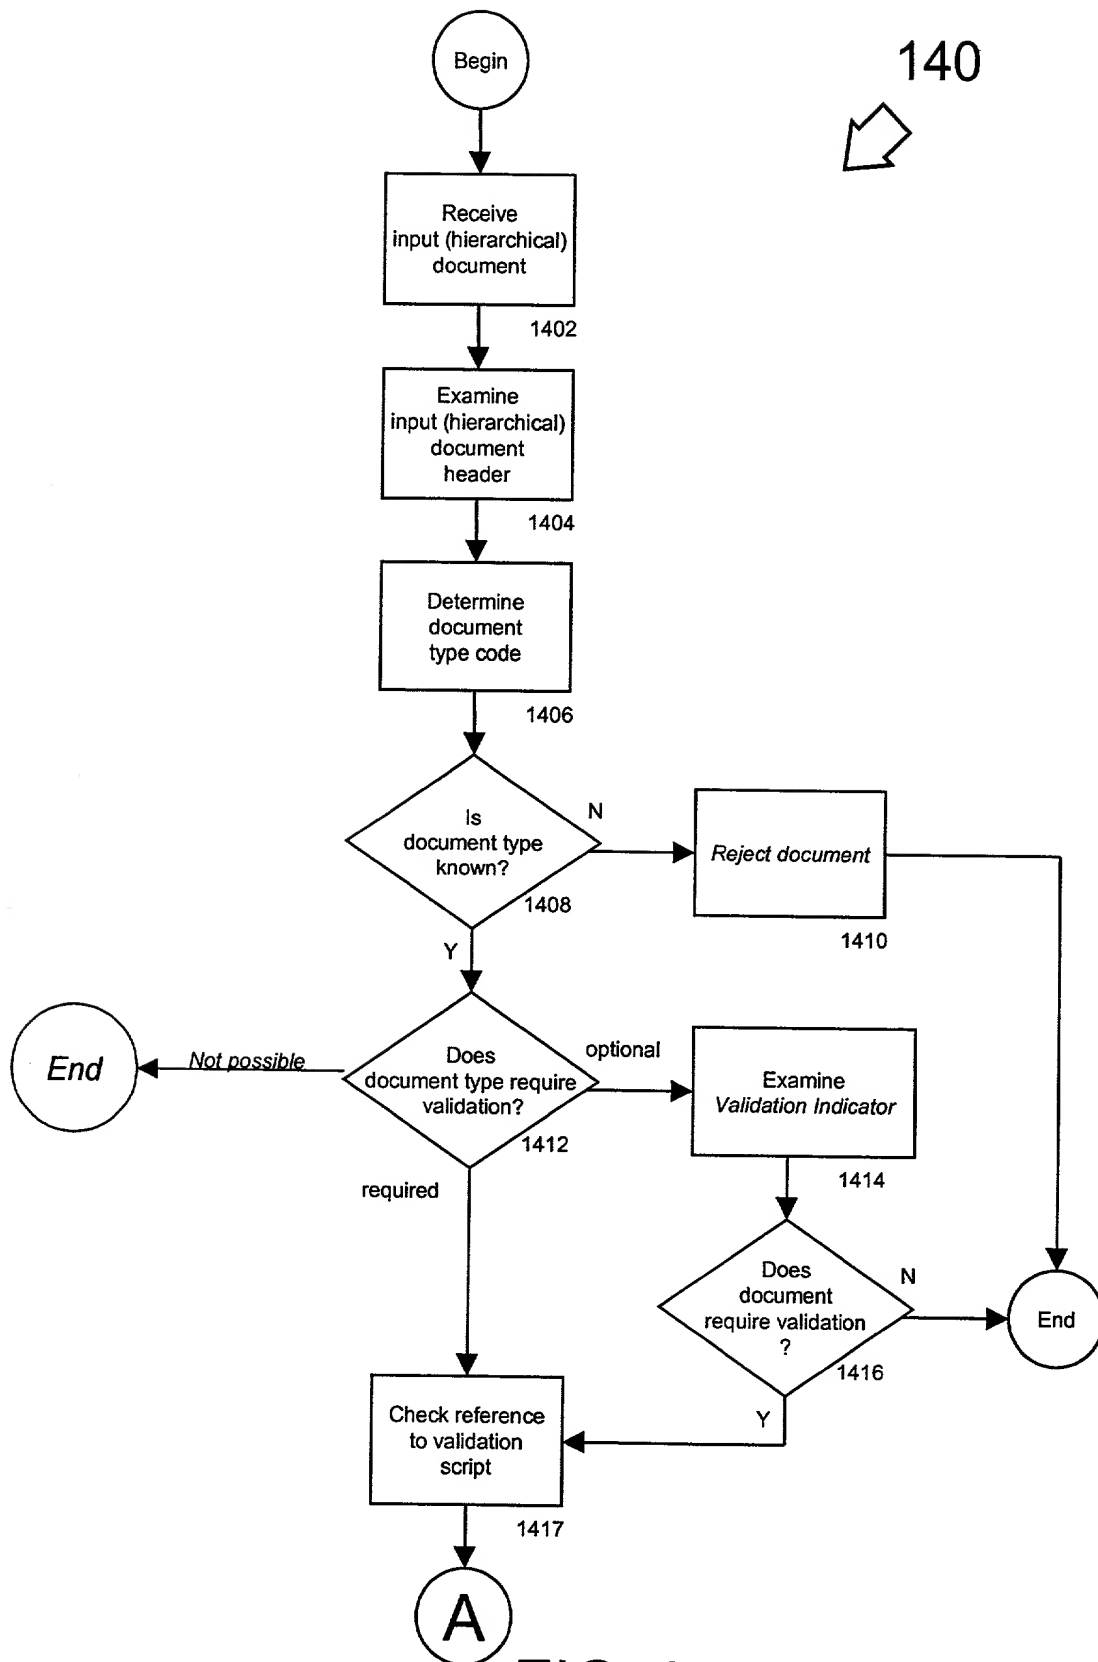 Begin
140
Receive
input (hierarchical)
document
1402
Examine
input (hierarchical)
document
header
1404
Determine
document
type code
1406
Is
document type
known?
1408
N
Reject document
1410
Y
Does
document type require
validation?
1412
Not possible
End
optional
Examine
Validation Indicator
1414
required
Does
document
require validation
?
1416
N
End
Y
Check reference
to validation
script
1417
A